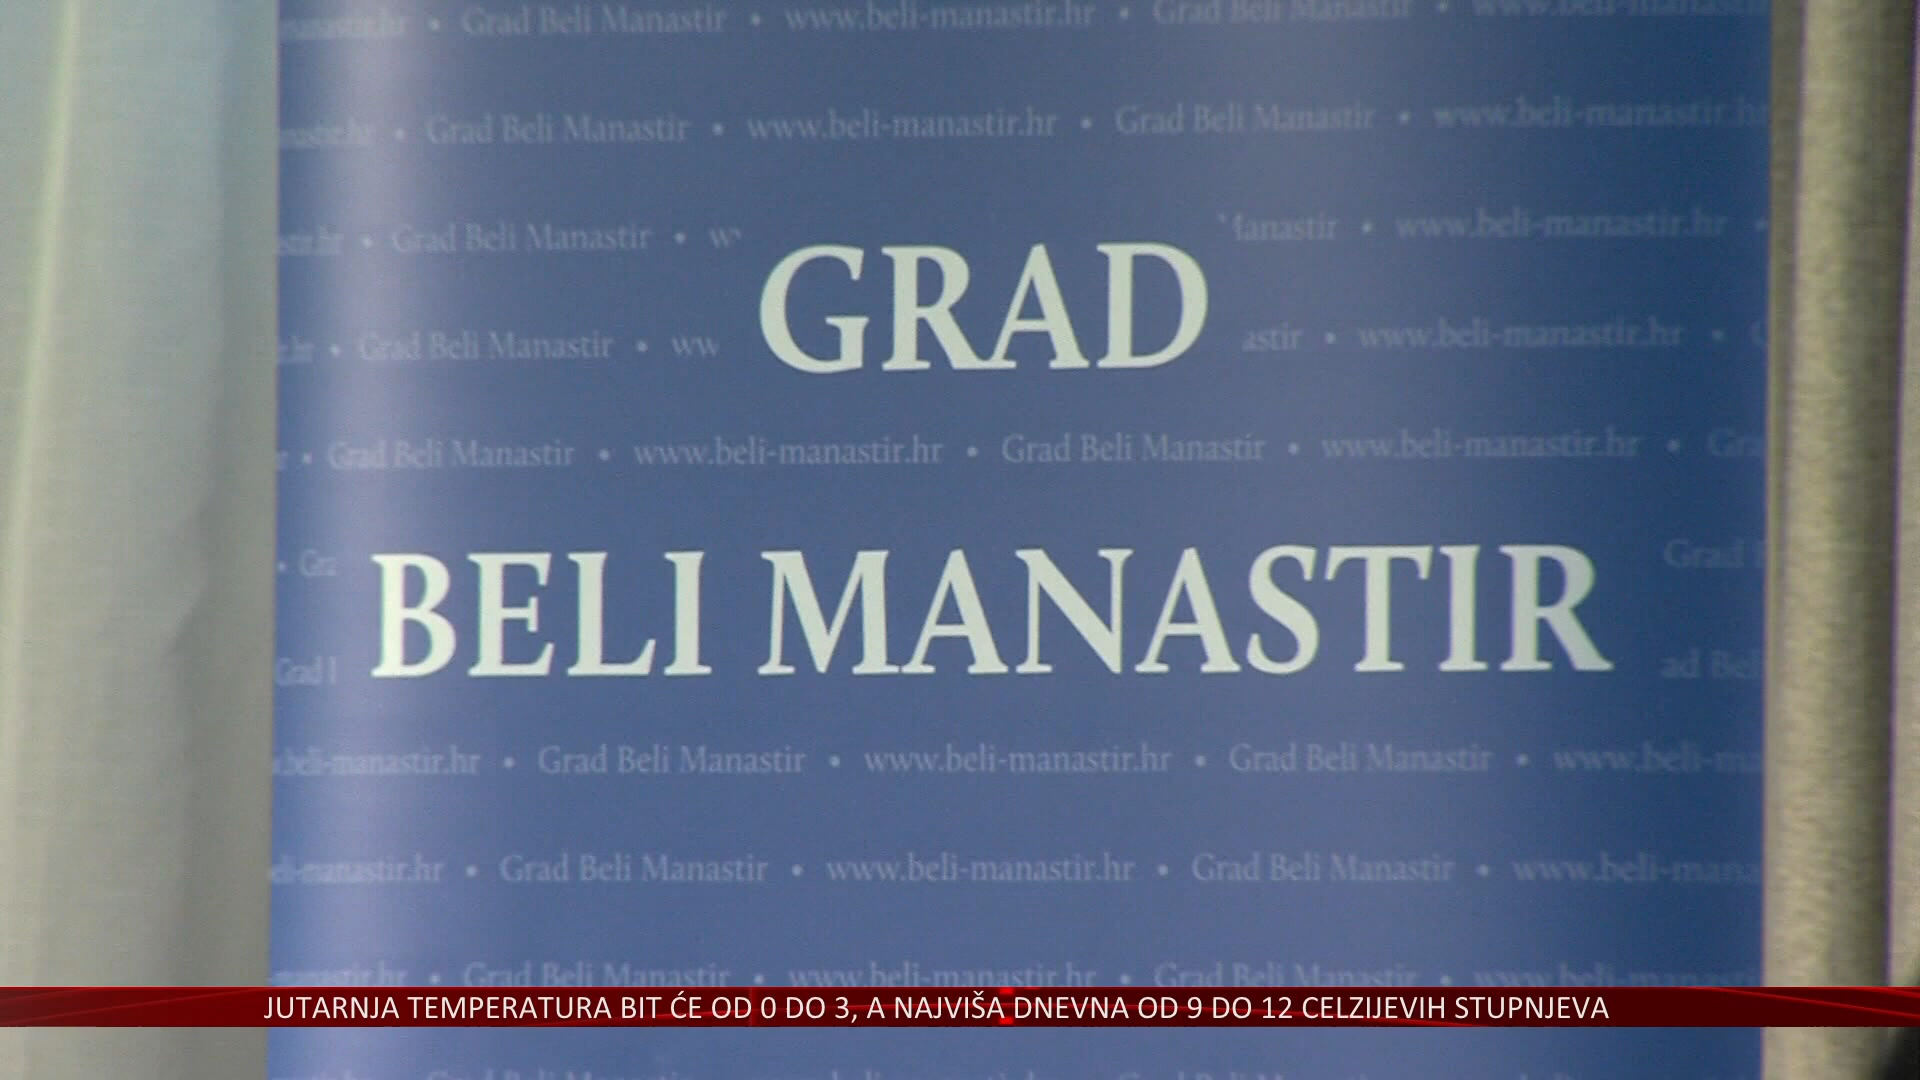 Grad Beli Manastir • www.beli-manastir.hr • Grad Beli Manastir • www.beli-manastir.hr
Grad Beli Manastir • www.beli-manastir.hr • Grad Beli Manastir • www.beli-manastir.hr
Grad Beli Manastir •
• www.beli-manastir.hr •
GRAD
Grad Beli Manastir •
• www.beli-manastir.hr •
• Grad Beli Manastir • www.beli-manastir.hr • Grad Beli Manastir • www.beli-manastir.hr •
Grad
BELI MANASTIR
Grad
• Grad Beli Manastir • www.beli-manastir.hr • Grad Beli Manastir •
• Grad Beli Manastir • www.beli-manastir.hr • Grad Beli Manastir •
• Grad Beli Manastir • www.beli-manastir.hr • Grad Beli Manastir •
JUTARNJA TEMPERATURA BIT ĆE OD 0 DO 3, A NAJVIŠA DNEVNA OD 9 DO 12 CELZIJEVIH STUPNJEVA